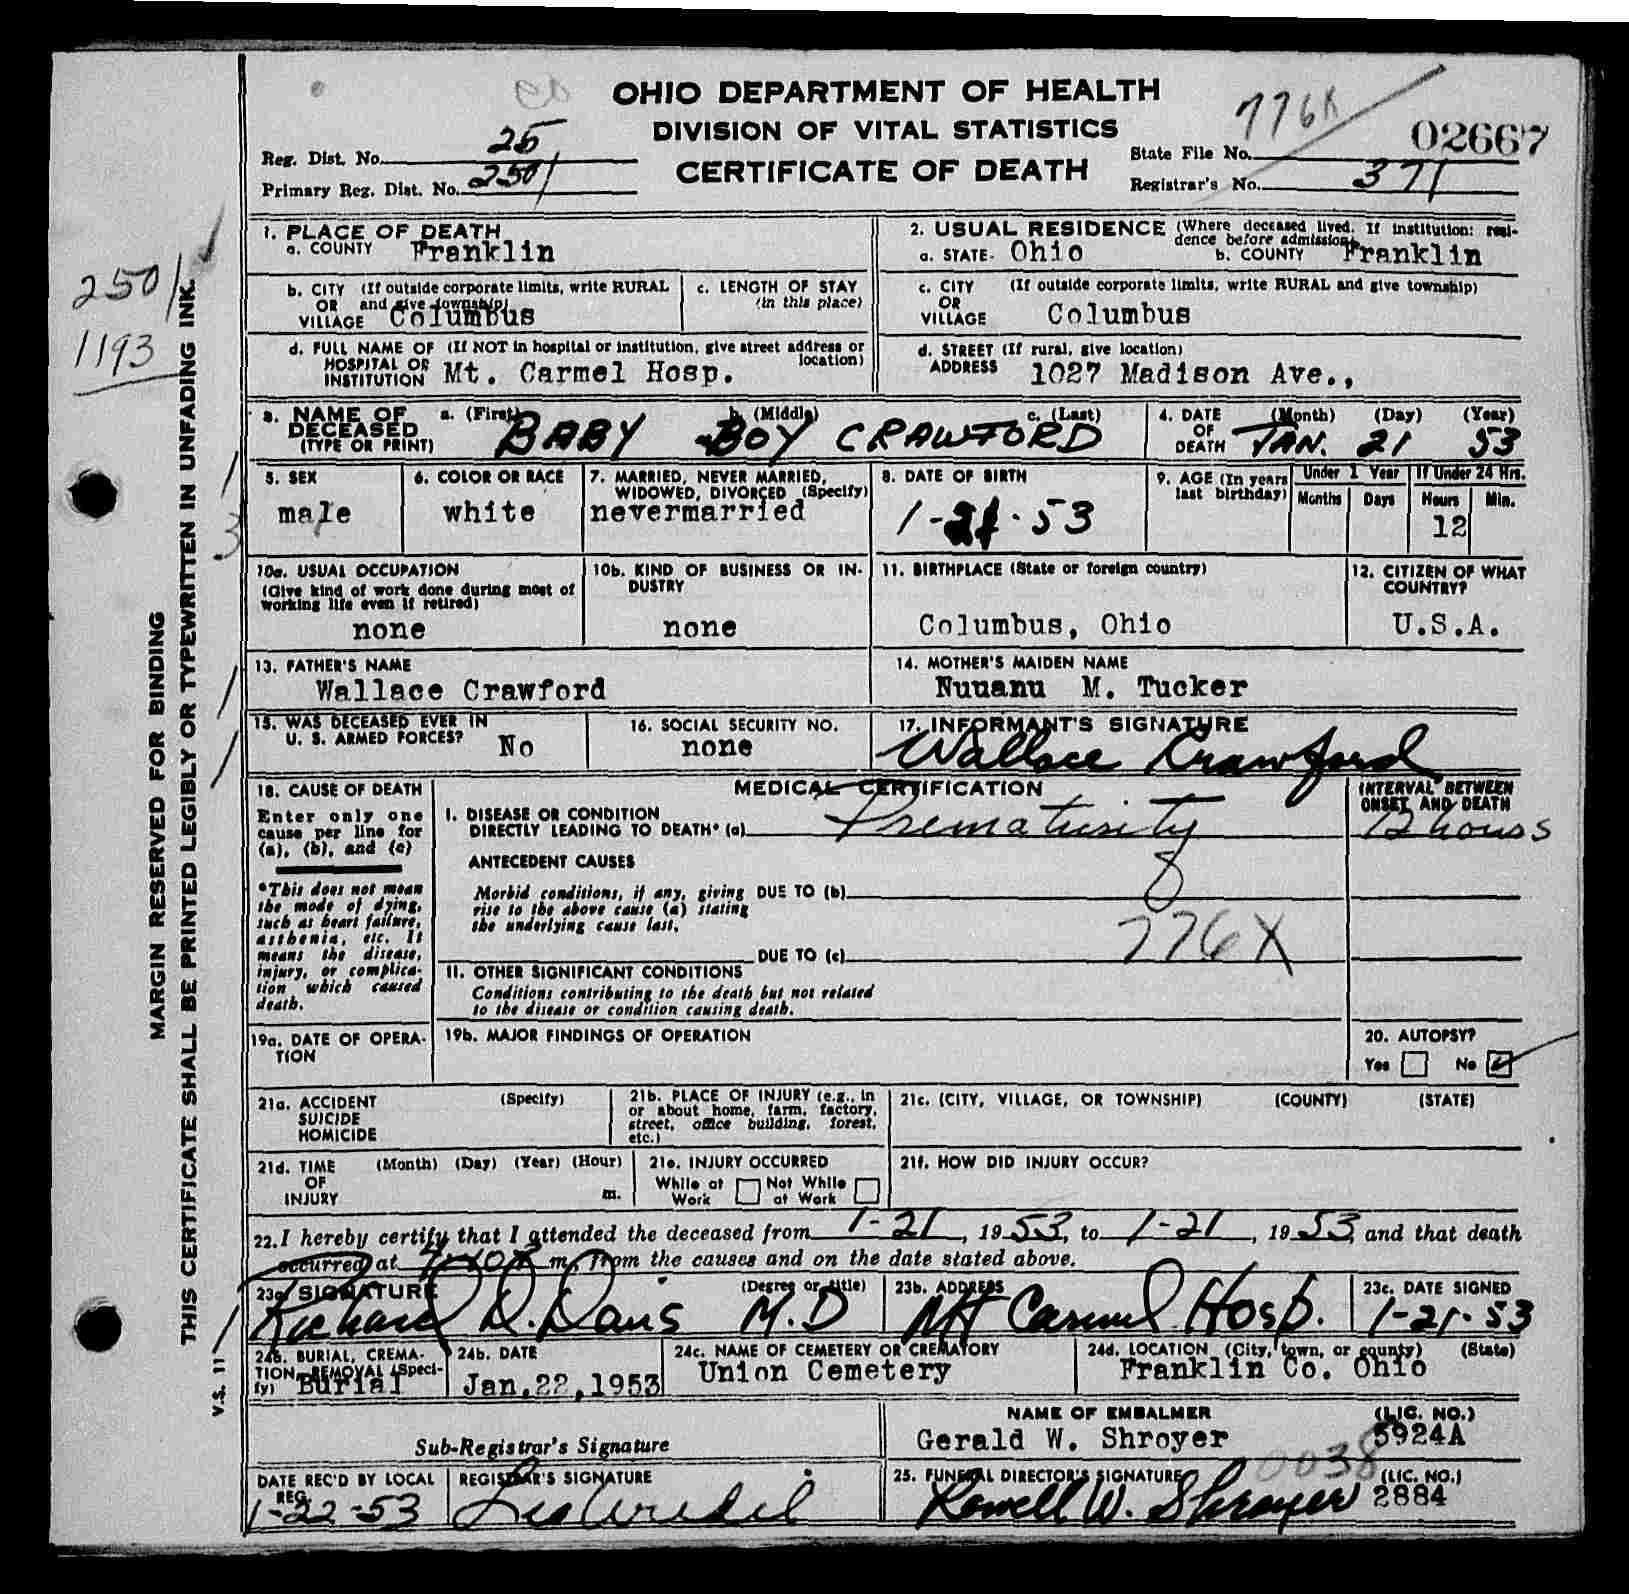 OHIO DEPARTMENT OF HEALTH
DIVISION OF VITAL STATISTICS
CERTIFICATE OF DEATH
Reg. Dist. No. 25
Primary Reg. Dist. No. 2501
776X
02667
State File No.
Registrar's No. 371
2501
1193
MARGIN RESERVED FOR BINDING
THIS CERTIFICATE SHALL BE PRINTED LEGIBLY OR TYPEWRITTEN IN UNFADING INK.
V.S. 11
1. PLACE OF DEATH
a. COUNTY Franklin
2. USUAL RESIDENCE (Where deceased lived. If institution: residence before admission)
a. STATE Ohio b. COUNTY Franklin
b. CITY (If outside corporate limits, write RURAL
OR and give township)
VILLAGE Columbus
c. LENGTH OF STAY
(in this place)
c. CITY (If outside corporate limits, write RURAL and give township)
OR
VILLAGE Columbus
d. FULL NAME OF (If NOT in hospital or institution, give street address or
HOSPITAL OR location)
INSTITUTION Mt. Carmel Hosp.
d. STREET (If rural, give location)
ADDRESS 1027 Madison Ave.,
3. NAME OF a. (First) b. (Middle) c. (Last)
DECEASED
(TYPE OR PRINT) BABY BOY CRAWFORD
4. DATE (Month) (Day) (Year)
OF
DEATH JAN. 21 53
5. SEX
male
6. COLOR OR RACE
white
7. MARRIED, NEVER MARRIED,
WIDOWED, DIVORCED (Specify)
nevermarried
8. DATE OF BIRTH
1-21-53
9. AGE (In years
last birthday)
Under 1 Year
Months Days
If Under 24 Hrs.
Hours Min.
12
3
10a. USUAL OCCUPATION
(Give kind of work done during most of
working life even if retired)
none
10b. KIND OF BUSINESS OR IN-
DUSTRY
none
11. BIRTHPLACE (State or foreign country)
Columbus, Ohio
12. CITIZEN OF WHAT
COUNTRY?
U.S.A.
13. FATHER'S NAME
Wallace Crawford
14. MOTHER'S MAIDEN NAME
Nuuanu M. Tucker
15. WAS DECEASED EVER IN
U. S. ARMED FORCES? No
16. SOCIAL SECURITY NO.
none
17. INFORMANT'S SIGNATURE
Wallace Crawford
18. CAUSE OF DEATH
Enter only one
cause per line for
(a), (b), and (c)
*This does not mean
the mode of dying,
such as heart failure,
asthenia, etc. It
means the disease,
injury, or complica-
tion which caused
death.
MEDICAL CERTIFICATION
I. DISEASE OR CONDITION
DIRECTLY LEADING TO DEATH* (a) Prematurity
INTERVAL BETWEEN
ONSET AND DEATH
12 hours
ANTECEDENT CAUSES
Morbid conditions, if any, giving DUE TO (b)
rise to the above cause (a) stating
the underlying cause last.
8
776X
DUE TO (c)
II. OTHER SIGNIFICANT CONDITIONS
Conditions contributing to the death but not related
to the disease or condition causing death.
19a. DATE OF OPERA-
TION
19b. MAJOR FINDINGS OF OPERATION
20. AUTOPSY?
Yes No
21a. ACCIDENT (Specify)
SUICIDE
HOMICIDE
21b. PLACE OF INJURY (e.g., in
or about home, farm, factory,
street, office building, forest,
etc.)
21c. (CITY, VILLAGE, OR TOWNSHIP) (COUNTY) (STATE)
21d. TIME (Month) (Day) (Year) (Hour)
OF
INJURY m.
21e. INJURY OCCURRED
While at Not While
Work at Work
21f. HOW DID INJURY OCCUR?
22. I hereby certify that I attended the deceased from 1-21, 1953, to 1-21, 1953, and that death
occurred at m., from the causes and on the date stated above.
23a. SIGNATURE (Degree or title)
Richard D. Davis M.D
23b. ADDRESS
Mt Carmel Hosp.
23c. DATE SIGNED
1-21-53
24a. BURIAL, CREMA-
TION, REMOVAL (Speci-
fy) Burial
24b. DATE
Jan, 22, 1953
24c. NAME OF CEMETERY OR CREMATORY
Union Cemetery
24d. LOCATION (City, town, or county) (State)
Franklin Co. Ohio
Sub-Registrar's Signature
NAME OF EMBALMER (LIC. NO.)
Gerald W. Shroyer 5924A
0038
DATE REC'D BY LOCAL
REG.
1-22-53
REGISTRAR'S SIGNATURE
25. FUNERAL DIRECTOR'S SIGNATURE (LIC. NO.)
Rowell W. Shroyer 2884